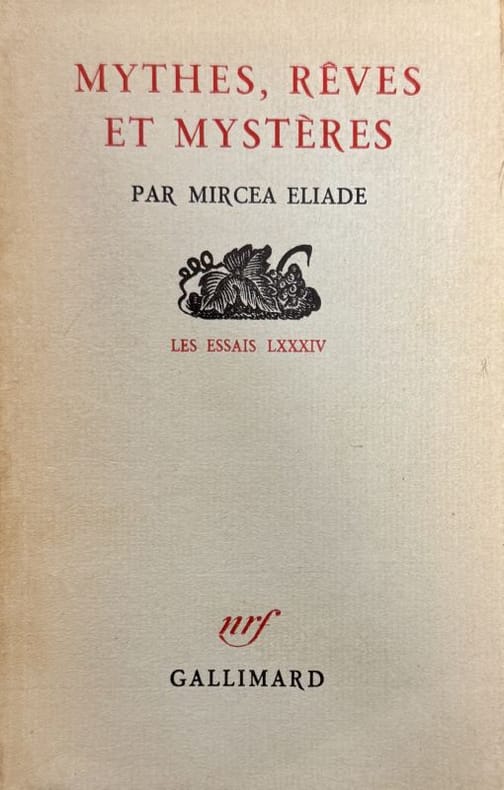 MYTHES, RÊVES
ET MYSTÈRES
PAR MIRCEA ELIADE
LES ESSAIS LXXXIV
nrf
GALLIMARD